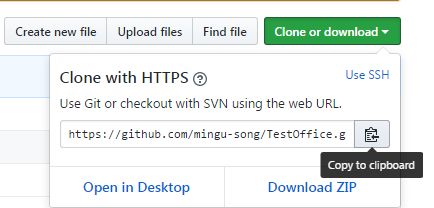 Create new file Upload files Find file Clone or download
Clone with HTTPS Use SSH
Use Git or checkout with SVN using the web URL.
https://github.com/mingu-song/TestOffice.g
Copy to clipboard
Open in Desktop Download ZIP